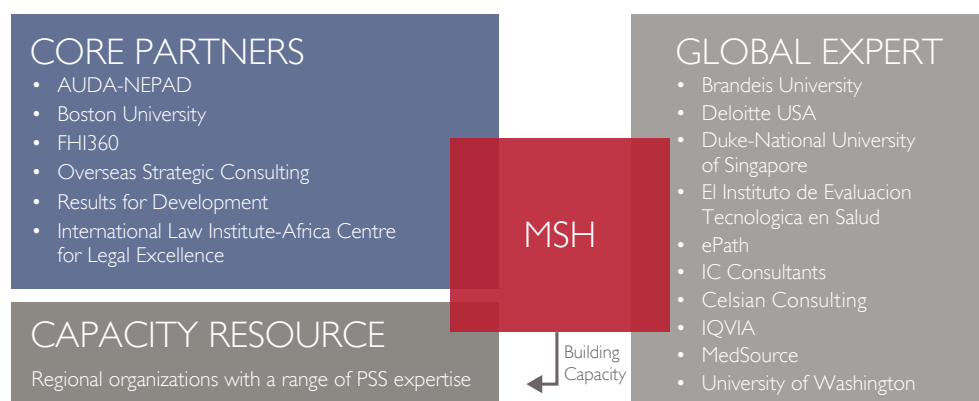 CORE PARTNERS
• AUDA-NEPAD
• Boston University
• FHI360
• Overseas Strategic Consulting
• Results for Development
• International Law Institute-Africa Centre
for Legal Excellence
CAPACITY RESOURCE
Regional organizations with a range of PSS expertise
MSH
Building
Capacity
GLOBAL EXPERT
• Brandeis University
• Deloitte USA
• Duke-National University
of Singapore
• El Instituto de Evaluacion
Tecnologica en Salud
• ePath
• IC Consultants
• Celsian Consulting
• IQVIA
• MedSource
• University of Washington